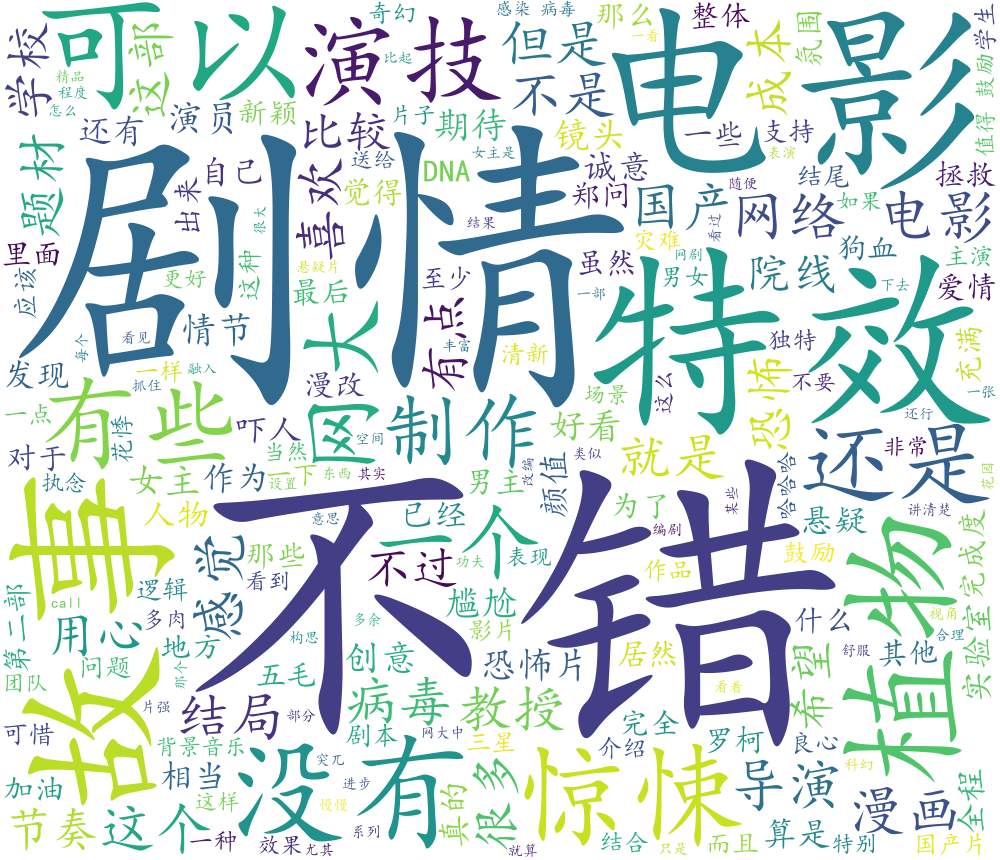 学校
可以
这部
演技
奇幻
感染
病毒
那么
整体
但是
不是
电影
成本
氛围
学生
鼓励
值得
精品
程度
怎么
还有
演员
新颖
比较
比起
片子
期待
镜头
一些
支持
表演
题材
剧情
出来
自己
喜欢
送给
觉得
女主是
DNA
诚意
郑问
国产
网络
随便
结尾
如果
电影
拯救
里面
应该
更好
这种
很大
悬疑片
最后
结果
至少
虽然
灾难
男女
网剧
看过
院线
狗血
主演
爱情
发现
情节
看见
每个
网大
有点
丰富
清新
一部
特效
独特
下去
充满
一样
抓住
融入
漫改
不要
恐怖
一点
有些
花悸
吓人
制作
场景
好看
这么
还行
一张
对于
执念
女主
作为
当然
空间
设置
一下
东西
其实
男主
改编
类似
颜值
就是
哈哈哈
还是
非常
花园
故事
人物
感觉
那些
看到
不错
意思
已经
一个
不过
表现
功夫
为了
编剧
某些
作品
鼓励
悬疑
讲清楚
植物
实验室
完成度
call
逻辑
多肉
用心
地方
构思
多余
尴尬
影片
什么
视角
合理
第二部
团队
问题
那个
五毛
创意
恐怖片
居然
希望
舒服
其他
可惜
片强
结局
部分
病毒
教授
完全
背景音乐
突兀
剧本
网大中
三星
介绍
罗柯
良心
科幻
加油
相当
没有
进步
很多
惊悚
导演
漫画
全程
节奏
这个
这样
一种
效果
尤其
慢慢
系列
真的
就算
结合
只是
而且
算是
特别
国产片
一看